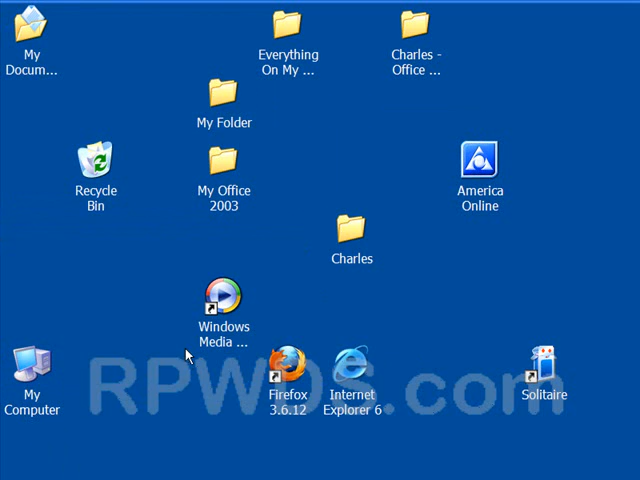 My
Docum...
Everything
On My ...
Charles -
Office ...
My Folder
Recycle
Bin
My Office
2003
America
Online
Charles
Windows
Media ...
My
Computer
Firefox
3.6.12
Internet
Explorer 6
Solitaire
RPWDS.com